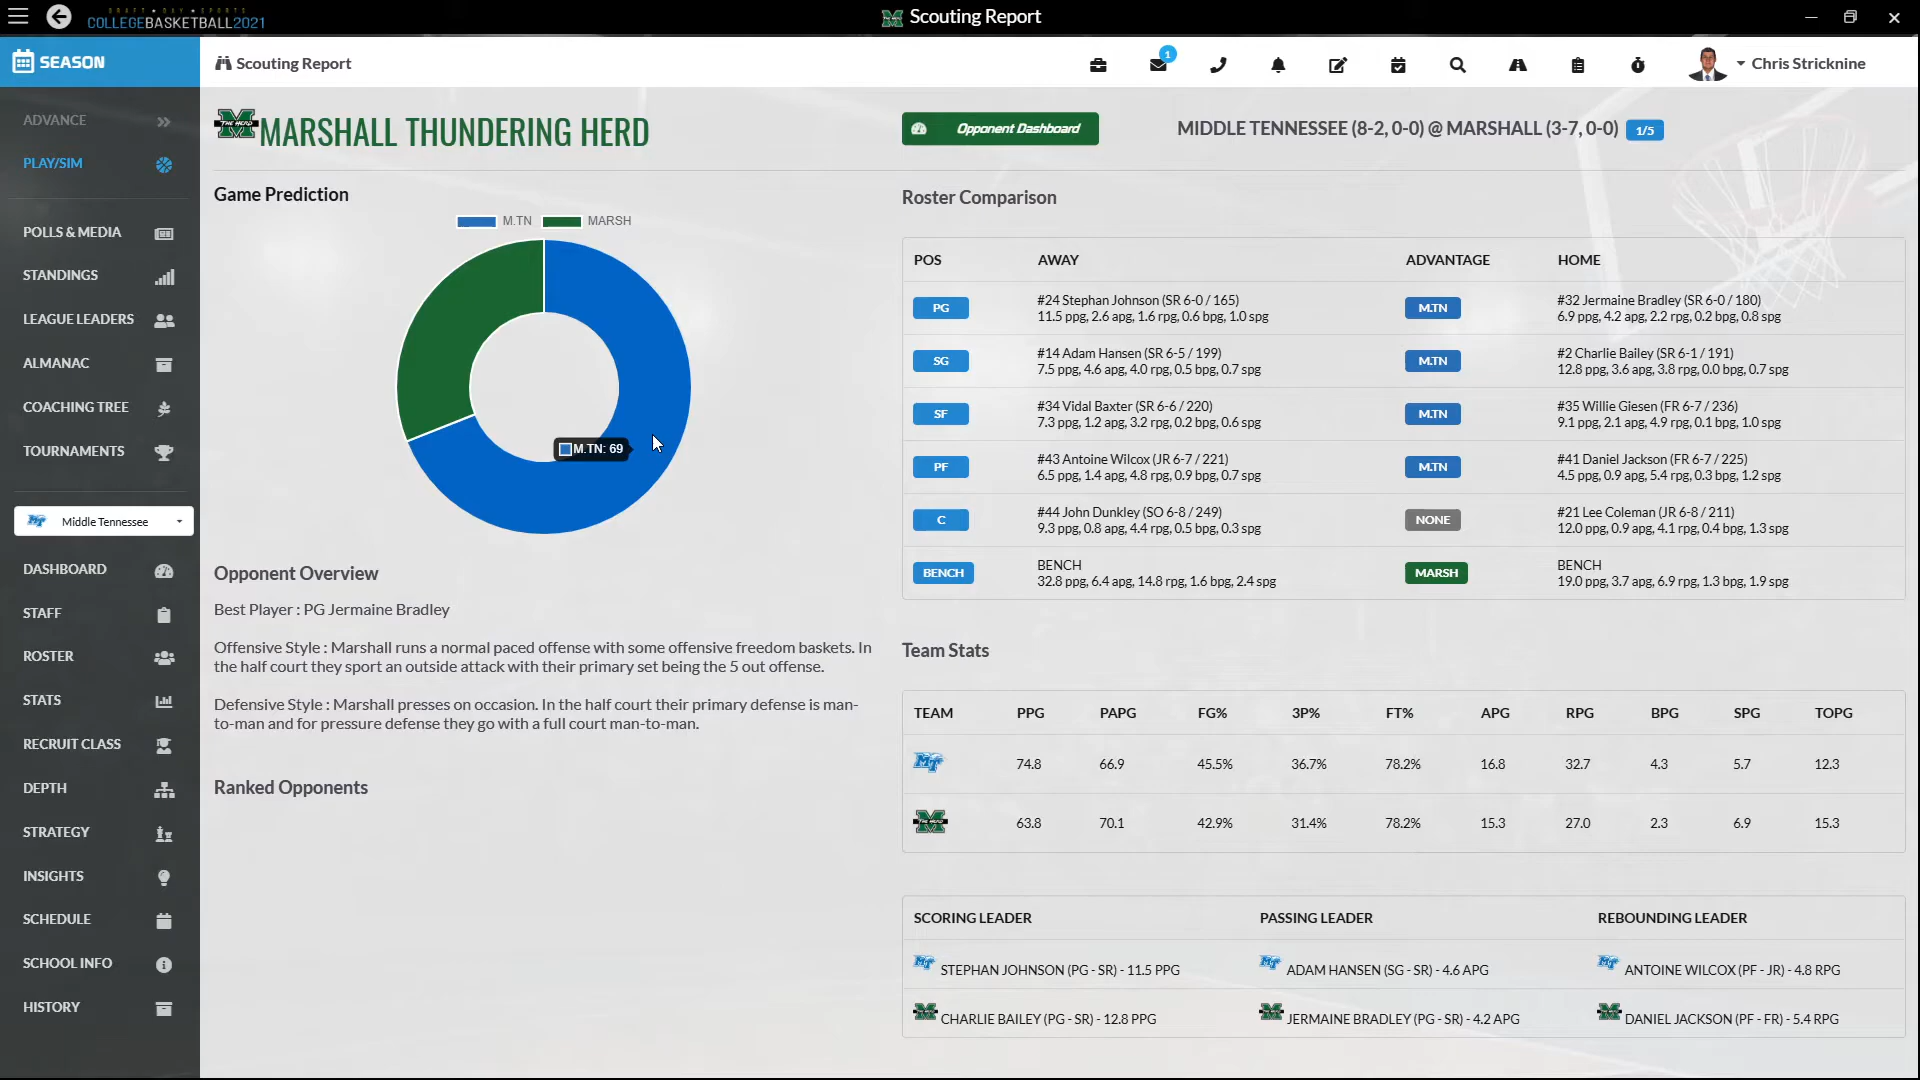 DRAFT • DAY • SPORTS
COLLEGEBASKETBALL2021
Scouting Report
SEASON
Scouting Report
1
Chris Stricknine
ADVANCE
PLAY/SIM
POLLS & MEDIA
STANDINGS
LEAGUE LEADERS
ALMANAC
COACHING TREE
TOURNAMENTS
Middle Tennessee
DASHBOARD
STAFF
ROSTER
STATS
RECRUIT CLASS
DEPTH
STRATEGY
INSIGHTS
SCHEDULE
SCHOOL INFO
HISTORY
MARSHALL THUNDERING HERD
Opponent Dashboard
MIDDLE TENNESSEE (8-2, 0-0) @ MARSHALL (3-7, 0-0) 1/5
Game Prediction
M.TN MARSH
M.TN: 69
Opponent Overview
Best Player : PG Jermaine Bradley
Offensive Style : Marshall runs a normal paced offense with some offensive freedom baskets. In
the half court they sport an outside attack with their primary set being the 5 out offense.
Defensive Style : Marshall presses on occasion. In the half court their primary defense is man-
to-man and for pressure defense they go with a full court man-to-man.
Ranked Opponents
Roster Comparison
POS AWAY ADVANTAGE HOME
PG #24 Stephan Johnson (SR 6-0 / 165) M.TN #32 Jermaine Bradley (SR 6-0 / 180)
11.5 ppg, 2.6 apg, 1.6 rpg, 0.6 bpg, 1.0 spg 6.9 ppg, 4.2 apg, 2.2 rpg, 0.2 bpg, 0.8 spg
SG #14 Adam Hansen (SR 6-5 / 199) M.TN #2 Charlie Bailey (SR 6-1 / 191)
7.5 ppg, 4.6 apg, 4.0 rpg, 0.5 bpg, 0.7 spg 12.8 ppg, 3.6 apg, 3.8 rpg, 0.0 bpg, 0.7 spg
SF #34 Vidal Baxter (SR 6-6 / 220) M.TN #35 Willie Giesen (FR 6-7 / 236)
7.3 ppg, 1.2 apg, 3.2 rpg, 0.2 bpg, 0.6 spg 9.1 ppg, 2.1 apg, 4.9 rpg, 0.1 bpg, 1.0 spg
PF #43 Antoine Wilcox (JR 6-7 / 221) M.TN #41 Daniel Jackson (FR 6-7 / 225)
6.5 ppg, 1.4 apg, 4.8 rpg, 0.9 bpg, 0.7 spg 4.5 ppg, 0.9 apg, 5.4 rpg, 0.3 bpg, 1.2 spg
C #44 John Dunkley (SO 6-8 / 249) NONE #21 Lee Coleman (JR 6-8 / 211)
9.3 ppg, 0.8 apg, 4.4 rpg, 0.5 bpg, 0.3 spg 12.0 ppg, 0.9 apg, 4.1 rpg, 0.4 bpg, 1.3 spg
BENCH BENCH MARSH BENCH
32.8 ppg, 6.4 apg, 14.8 rpg, 1.6 bpg, 2.4 spg 19.0 ppg, 3.7 apg, 6.9 rpg, 1.3 bpg, 1.9 spg
Team Stats
TEAM PPG PAPG FG% 3P% FT% APG RPG BPG SPG TOPG
MT 74.8 66.9 45.5% 36.7% 78.2% 16.8 32.7 4.3 5.7 12.3
M THE HERD 63.8 70.1 42.9% 31.4% 78.2% 15.3 27.0 2.3 6.9 15.3
SCORING LEADER PASSING LEADER REBOUNDING LEADER
MT STEPHAN JOHNSON (PG - SR) - 11.5 PPG MT ADAM HANSEN (SG - SR) - 4.6 APG MT ANTOINE WILCOX (PF - JR) - 4.8 RPG
CHARLIE BAILEY (PG - SR) - 12.8 PPG JERMAINE BRADLEY (PG - SR) - 4.2 APG DANIEL JACKSON (PF - FR) - 5.4 RPG